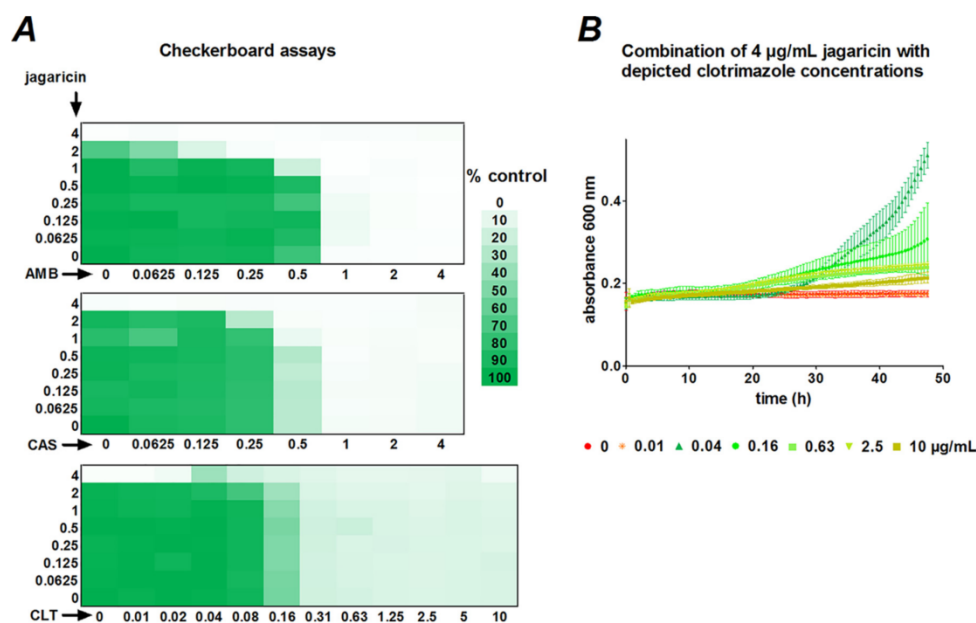 A
Checkerboard assays
jagaricin
4
2
1
0.5
0.25
0.125
0.0625
0
AMB
0 0.0625 0.125 0.25 0.5 1 2 4
4
2
1
0.5
0.25
0.125
0.0625
0
CAS
0 0.0625 0.125 0.25 0.5 1 2 4
4
2
1
0.5
0.25
0.125
0.0625
0
CLT
0 0.01 0.02 0.04 0.08 0.16 0.31 0.63 1.25 2.5 5 10
% control
0
10
20
30
40
50
60
70
80
90
100
B
Combination of 4 µg/mL jagaricin with
depicted clotrimazole concentrations
absorbance 600 nm
0.4
0.2
0.0
0 10 20 30 40 50
time (h)
0 0.01 0.04 0.16 0.63 2.5 10 µg/mL